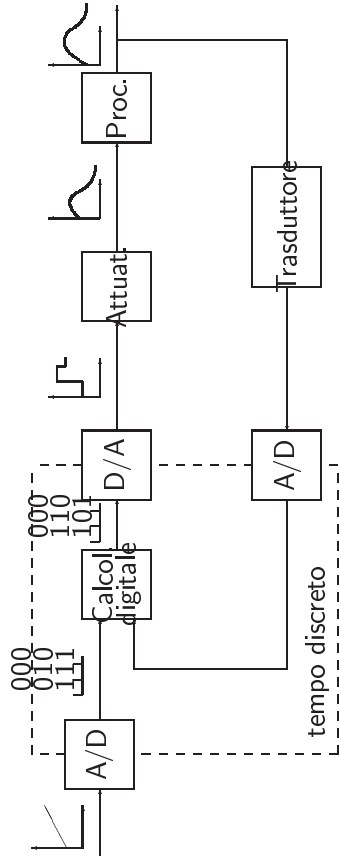 A/D
000
010
111
Calcol.
digitale
000
110
101
D/A
Attuat.
Proc.
tempo discreto
A/D
Trasduttore